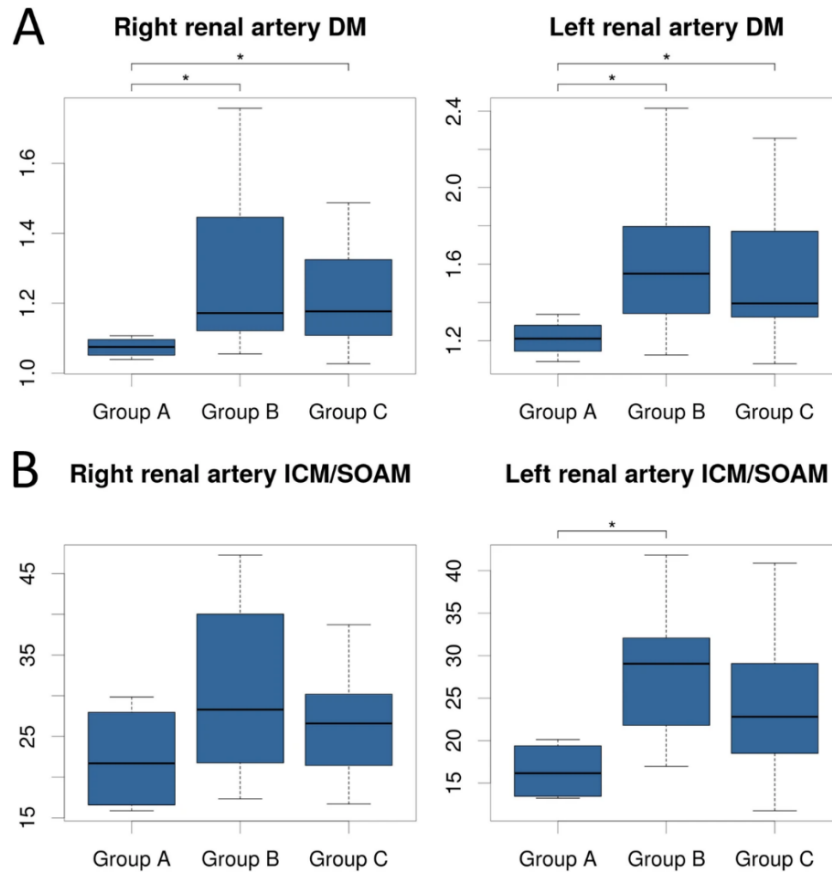 A
Right renal artery DM
Left renal artery DM
*
*
*
*
1.6
1.4
1.2
1.0
2.4
2.0
1.6
1.2
Group A Group B Group C
Group A Group B Group C
B
Right renal artery ICM/SOAM
Left renal artery ICM/SOAM
*
45
35
25
15
40
35
30
25
20
15
Group A Group B Group C
Group A Group B Group C